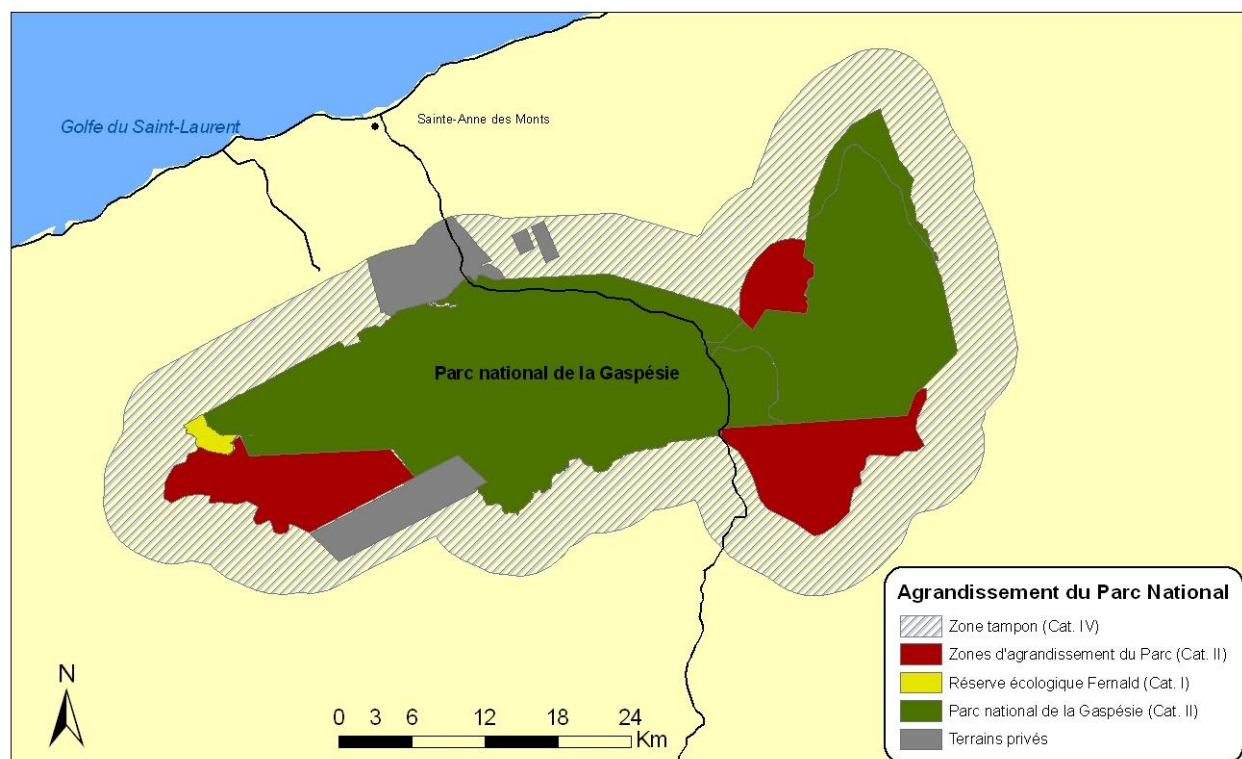 Golfe du Saint-Laurent
Sainte-Anne des Monts
Parc national de la Gaspésie
Agrandissement du Parc National
Zone tampon (Cat. IV)
Zones d'agrandissement du Parc (Cat. II)
Réserve écologique Fernald (Cat. I)
Parc national de la Gaspésie (Cat. II)
Terrains privés
N
0 3 6 12 18 24
Km